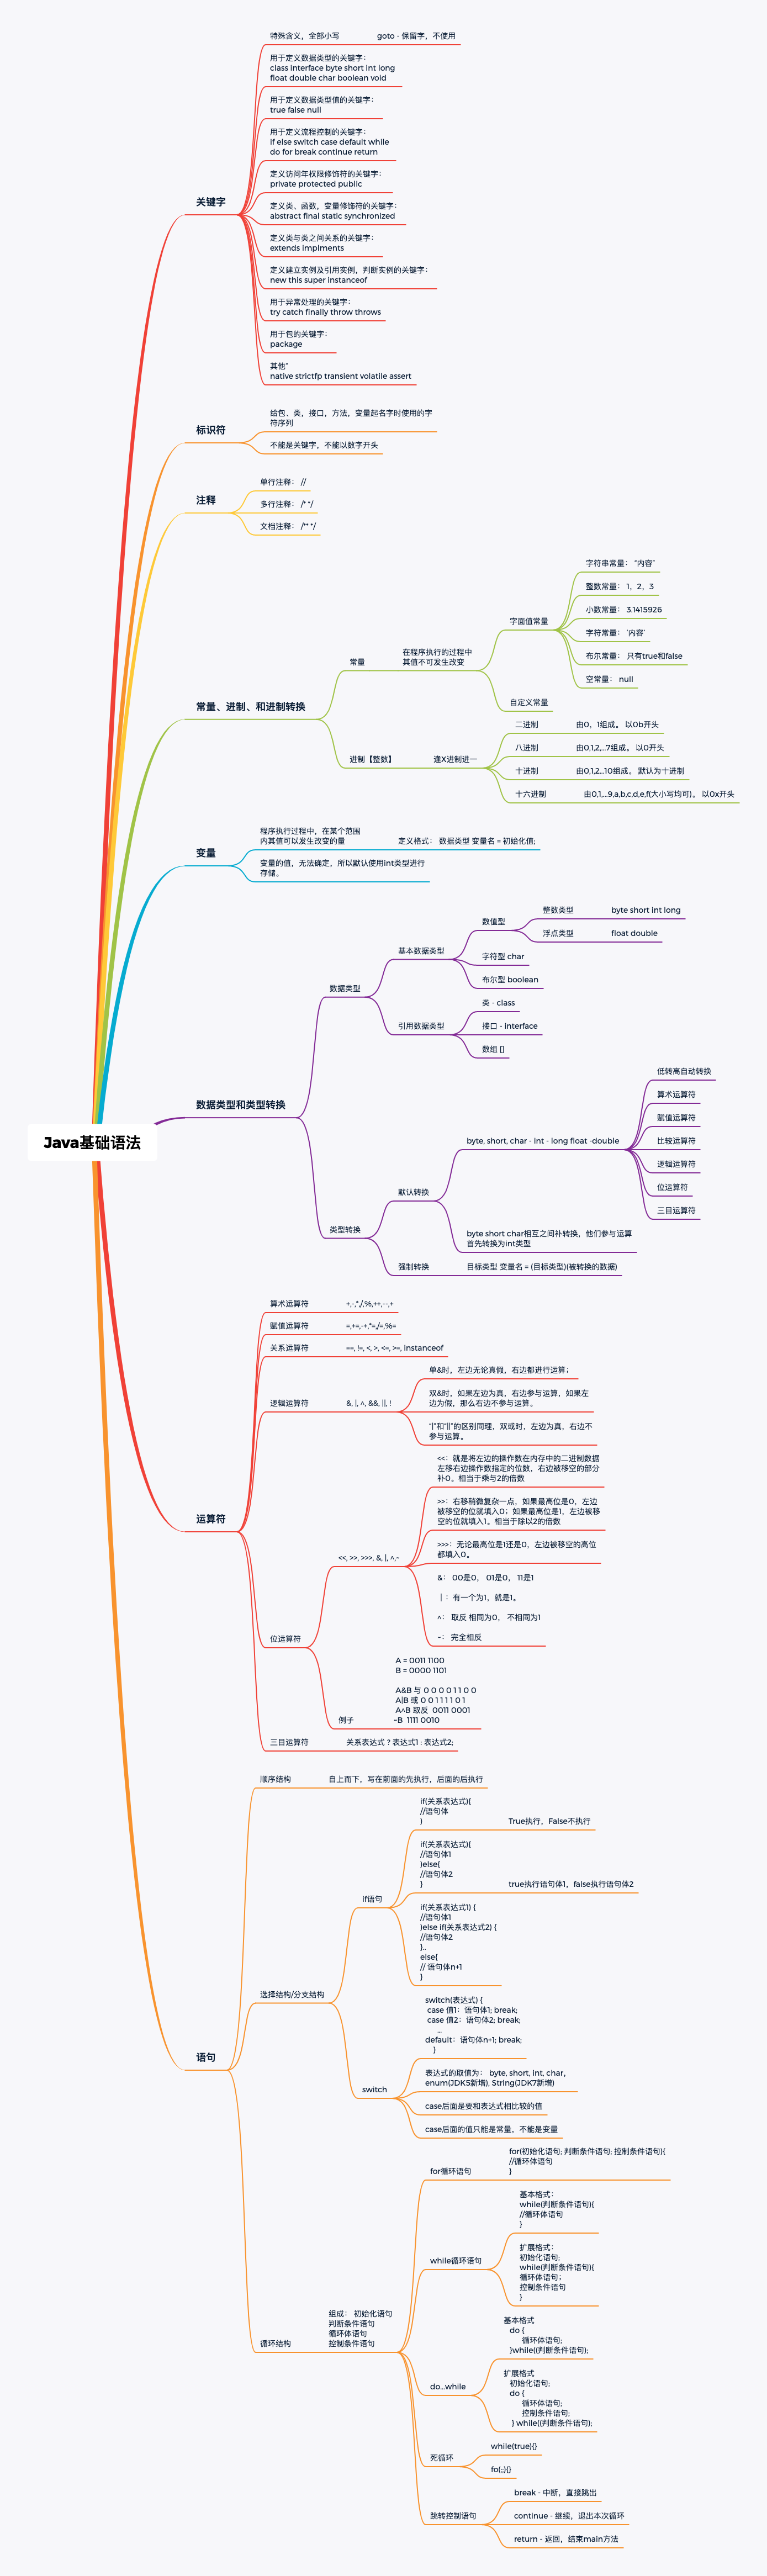 Java基础语法
关键字
特殊含义，全部小写
goto - 保留字，不使用
用于定义数据类型的关键字：
class interface byte short int long
float double char boolean void
用于定义数据类型值的关键字：
true false null
用于定义流程控制的关键字：
if else switch case default while
do for break continue return
定义访问年权限修饰符的关键字：
private protected public
定义类、函数，变量修饰符的关键字：
abstract final static synchronized
定义类与类之间关系的关键字：
extends implments
定义建立实例及引用实例，判断实例的关键字：
new this super instanceof
用于异常处理的关键字：
try catch finally throw throws
用于包的关键字：
package
其他”
native strictfp transient volatile assert
标识符
给包、类，接口，方法，变量起名字时使用的字
符序列
不能是关键字，不能以数字开头
注释
单行注释： //
多行注释： /* */
文档注释： /** */
常量、进制、和进制转换
常量
在程序执行的过程中
其值不可发生改变
字面值常量
字符串常量： “内容”
整数常量： 1，2，3
小数常量： 3.1415926
字符常量： ‘内容’
布尔常量： 只有true和false
空常量： null
自定义常量
进制【整数】
逢X进制进一
二进制
由0，1组成。 以0b开头
八进制
由0,1,2,...7组成。 以0开头
十进制
由0,1,2...10组成。 默认为十进制
十六进制
由0,1,...9,a,b,c,d,e,f(大小写均可)。 以0x开头
变量
程序执行过程中，在某个范围
内其值可以发生改变的量
定义格式： 数据类型 变量名 = 初始化值;
变量的值，无法确定，所以默认使用int类型进行
存储。
数据类型和类型转换
数据类型
基本数据类型
数值型
整数类型
byte short int long
浮点类型
float double
字符型 char
布尔型 boolean
引用数据类型
类 - class
接口 - interface
数组 []
类型转换
默认转换
byte, short, char - int - long float -double
低转高自动转换
算术运算符
赋值运算符
比较运算符
逻辑运算符
位运算符
三目运算符
byte short char相互之间补转换，他们参与运算
首先转换为int类型
强制转换
目标类型 变量名 = (目标类型)(被转换的数据)
运算符
算术运算符
+,-,*,/,%,++,--,+
赋值运算符
=,+=,-+,*=,/=,%=
关系运算符
==, !=, <, >, <=, >=, instanceof
逻辑运算符
&, |, ^, &&, ||, !
单&时，左边无论真假，右边都进行运算；
双&时，如果左边为真，右边参与运算，如果左
边为假，那么右边不参与运算。
“|”和“||”的区别同理，双或时，左边为真，右边不
参与运算。
位运算符
<<, >>, >>>, &, |, ^,~
<<：就是将左边的操作数在内存中的二进制数据
左移右边操作数指定的位数，右边被移空的部分
补0。相当于乘与2的倍数
>>：右移稍微复杂一点，如果最高位是0，左边
被移空的位就填入0；如果最高位是1，左边被移
空的位就填入1。相当于除以2的倍数
>>>：无论最高位是1还是0，左边被移空的高位
都填入0。
&： 00是0， 01是0， 11是1
｜：有一个为1，就是1。
^： 取反 相同为0， 不相同为1
~： 完全相反
例子
A = 0011 1100
B = 0000 1101
A&B 与 0 0 0 0 1 1 0 0
A|B 或 0 0 1 1 1 1 0 1
A^B 取反 0011 0001
~B 1111 0010
三目运算符
关系表达式 ? 表达式1 : 表达式2;
语句
顺序结构
自上而下，写在前面的先执行，后面的后执行
选择结构/分支结构
if语句
if(关系表达式){
//语句体
}
True执行，False不执行
if(关系表达式){
//语句体1
}else{
//语句体2
}
true执行语句体1，false执行语句体2
if(关系表达式1) {
//语句体1
}else if(关系表达式2) {
//语句体2
}..
else{
// 语句体n+1
}
switch
switch(表达式) {
case 值1：语句体1; break;
case 值2：语句体2; break;
...
default：语句体n+1; break;
}
表达式的取值为： byte, short, int, char，
enum(JDK5新增), String(JDK7新增)
case后面是要和表达式相比较的值
case后面的值只能是常量，不能是变量
循环结构
组成： 初始化语句
判断条件语句
循环体语句
控制条件语句
for循环语句
for(初始化语句; 判断条件语句; 控制条件语句){
//循环体语句
}
while循环语句
基本格式：
while(判断条件语句){
//循环体语句
}
扩展格式：
初始化语句;
while(判断条件语句){
循环体语句；
控制条件语句
}
do...while
基本格式
do {
循环体语句;
}while((判断条件语句);
扩展格式
初始化语句;
do {
循环体语句;
控制条件语句;
} while((判断条件语句);
死循环
while(true){}
fo(;;){}
跳转控制语句
break - 中断，直接跳出
continue - 继续，退出本次循环
return - 返回，结束main方法